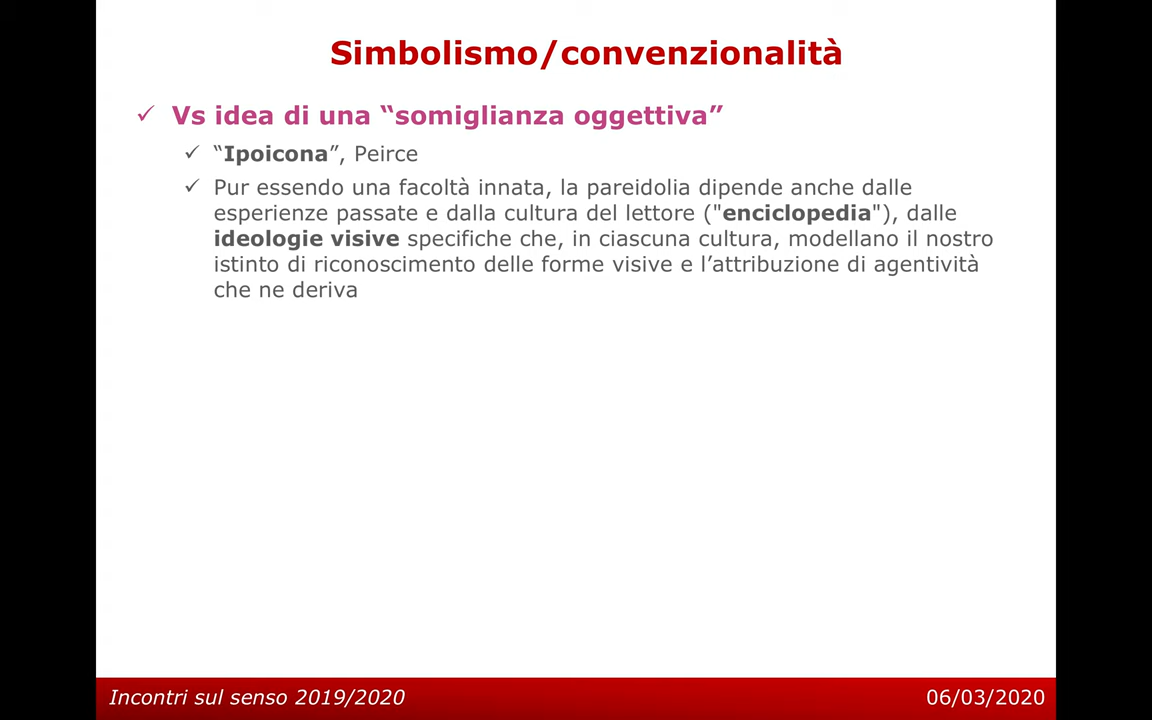 Simbolismo/convenzionalità
✓ Vs idea di una “somiglianza oggettiva”
✓ “Ipoicona”, Peirce
✓ Pur essendo una facoltà innata, la pareidolia dipende anche dalle
esperienze passate e dalla cultura del lettore ("enciclopedia"), dalle
ideologie visive specifiche che, in ciascuna cultura, modellano il nostro
istinto di riconoscimento delle forme visive e l’attribuzione di agentività
che ne deriva
Incontri sul senso 2019/2020
06/03/2020